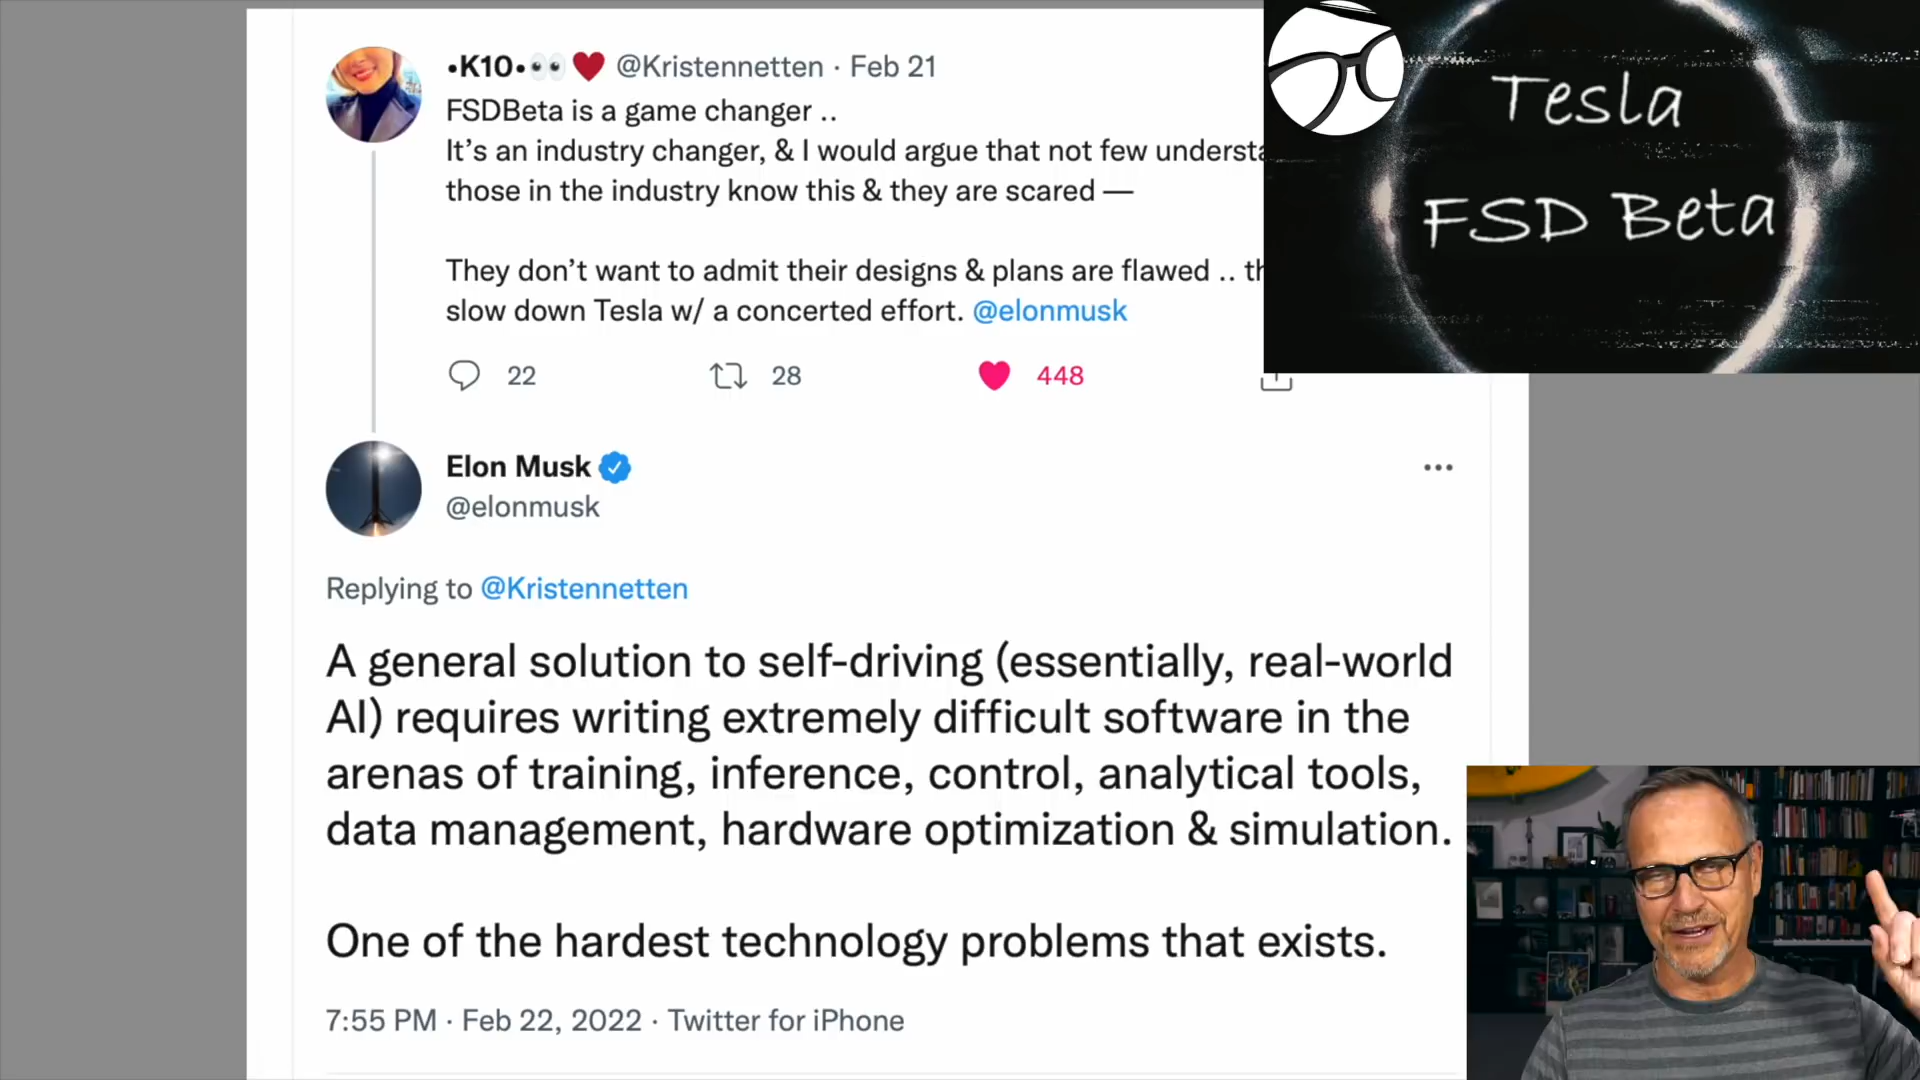 •K10•👀❤️ @Kristennetten · Feb 21
FSDBeta is a game changer ..
It’s an industry changer, & I would argue that not few
those in the industry know this & they are scared —
They don’t want to admit their designs & plans are flawed ..
slow down Tesla w/ a concerted effort. @elonmusk
22 28 448
Elon Musk
@elonmusk
Replying to @Kristennetten
A general solution to self-driving (essentially, real-world
AI) requires writing extremely difficult software in the
arenas of training, inference, control, analytical tools,
data management, hardware optimization & simulation.
One of the hardest technology problems that exists.
7:55 PM · Feb 22, 2022 · Twitter for iPhone
Tesla
FSD Beta